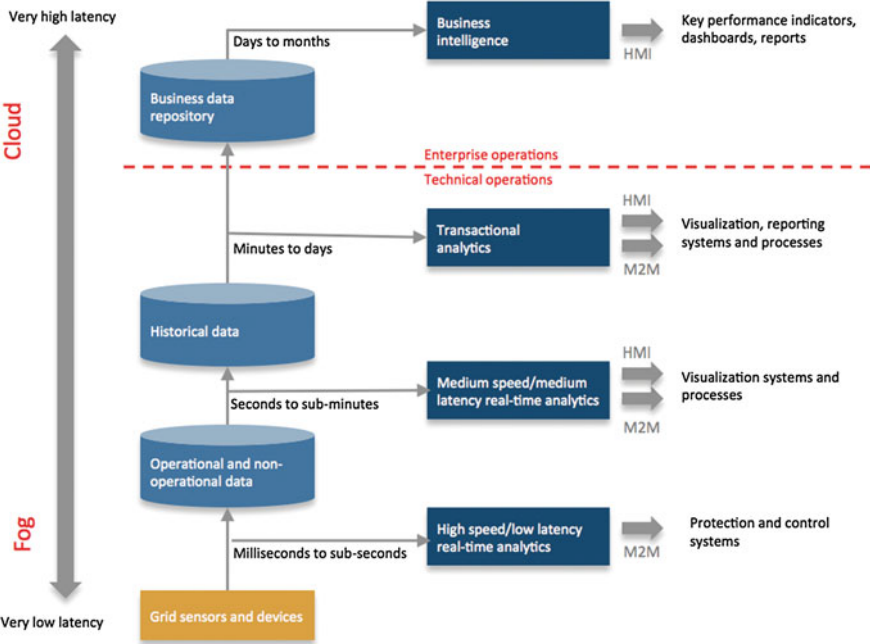 Very high latency
Cloud
Fog
Very low latency
Days to months
Business
intelligence
HMI
Key performance indicators,
dashboards, reports
Business data
repository
Enterprise operations
Technical operations
Minutes to days
Transactional
analytics
HMI
M2M
Visualization, reporting
systems and processes
Historical data
Seconds to sub-minutes
Medium speed/medium
latency real-time analytics
HMI
M2M
Visualization systems and
processes
Operational and non-
operational data
Milliseconds to sub-seconds
High speed/low latency
real-time analytics
M2M
Protection and control
systems
Grid sensors and devices